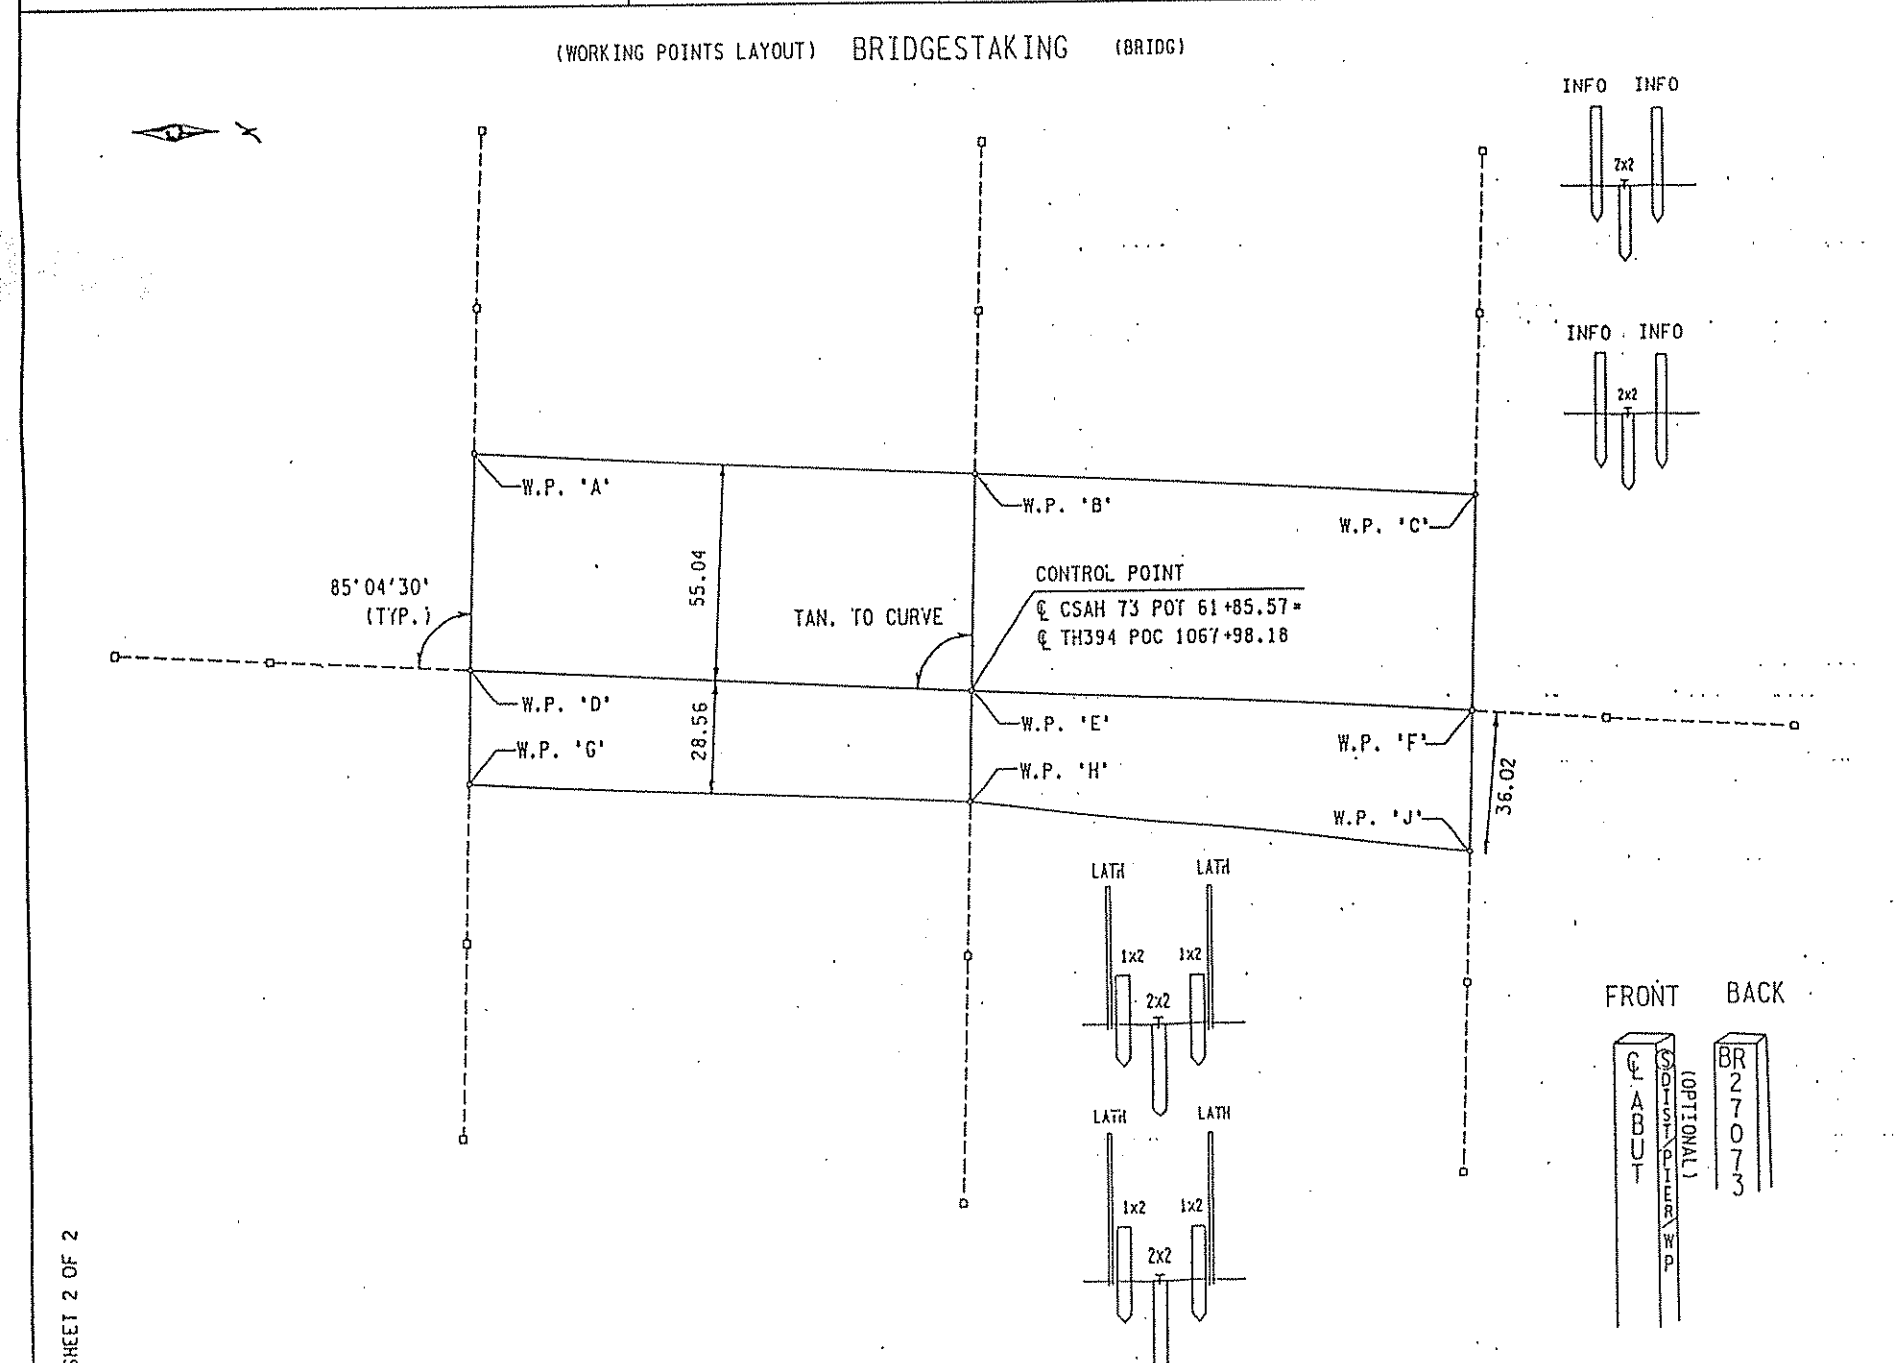 (WORKING POINTS LAYOUT) BRIDGESTAKING (BRIDG)
INFO INFO
2x2
INFO INFO
2x2
W.P. 'A'
W.P. 'B'
W.P. 'C'
55.04
85°04'30"
(TYP.)
TAN. TO CURVE
CONTROL POINT
℄ CSAH 73 POT 61+85.57=
℄ TH394 POC 1067+98.18
W.P. 'D'
W.P. 'E'
W.P. 'F'
28.56
W.P. 'G'
W.P. 'H'
W.P. 'J'
36.02
LATH LATH
1x2 1x2
2x2
LATH LATH
1x2 1x2
2x2
FRONT BACK
℄ ABUT
S DIST/PIER/WP
(OPTIONAL)
BR 27073
SHEET 2 OF 2